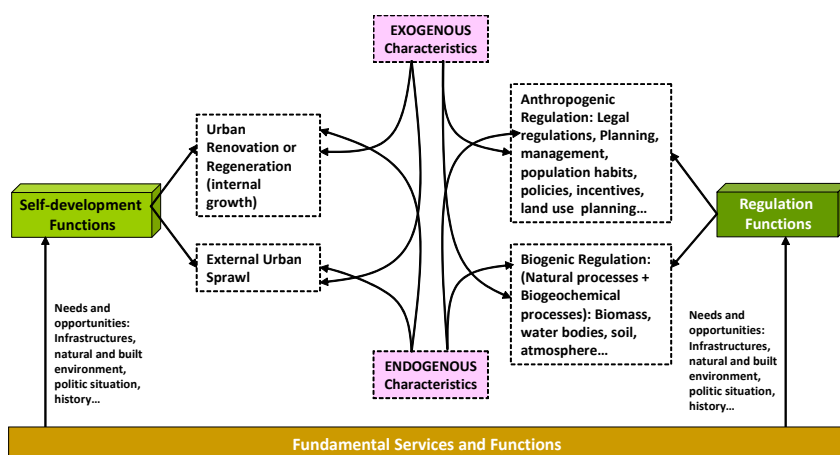 EXOGENOUS
Characteristics
Urban
Renovation or
Regeneration
(internal
growth)
Anthropogenic
Regulation: Legal
regulations, Planning,
management,
population habits,
policies, incentives,
land use planning...
Self-development
Functions
Regulation
Functions
External Urban
Sprawl
Biogenic Regulation:
(Natural processes +
Biogeochemical
processes): Biomass,
water bodies, soil,
atmosphere...
Needs and
opportunities:
Infrastructures,
natural and built
environment,
politic situation,
history...
ENDOGENOUS
Characteristics
Needs and
opportunities:
Infrastructures,
natural and built
environment,
politic situation,
history...
Fundamental Services and Functions